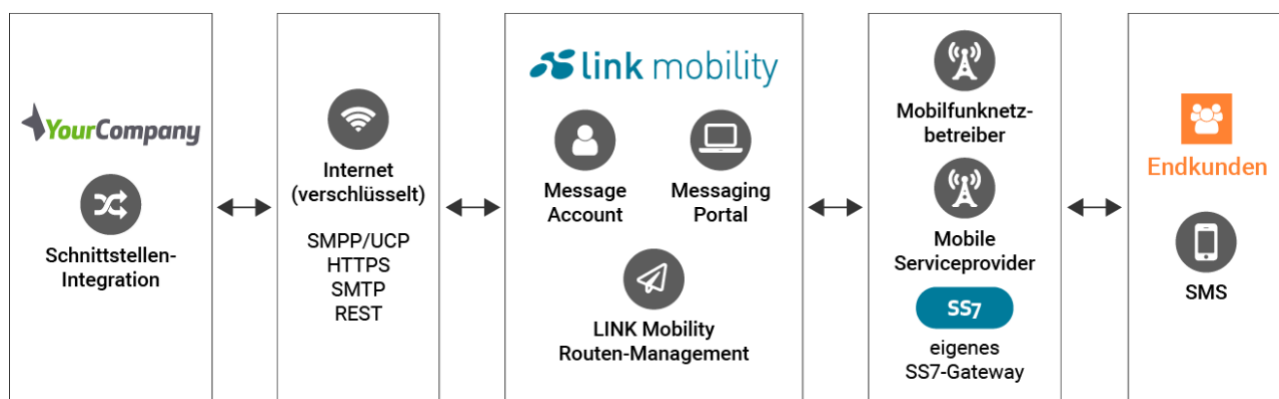 YourCompany
Schnittstellen-
Integration
Internet
(verschlüsselt)
SMPP/UCP
HTTPS
SMTP
REST
link mobility
Message
Account
Messaging
Portal
LINK Mobility
Routen-Management
Mobilfunknetz-
betreiber
Mobile
Serviceprovider
SS7
eigenes
SS7-Gateway
Endkunden
SMS